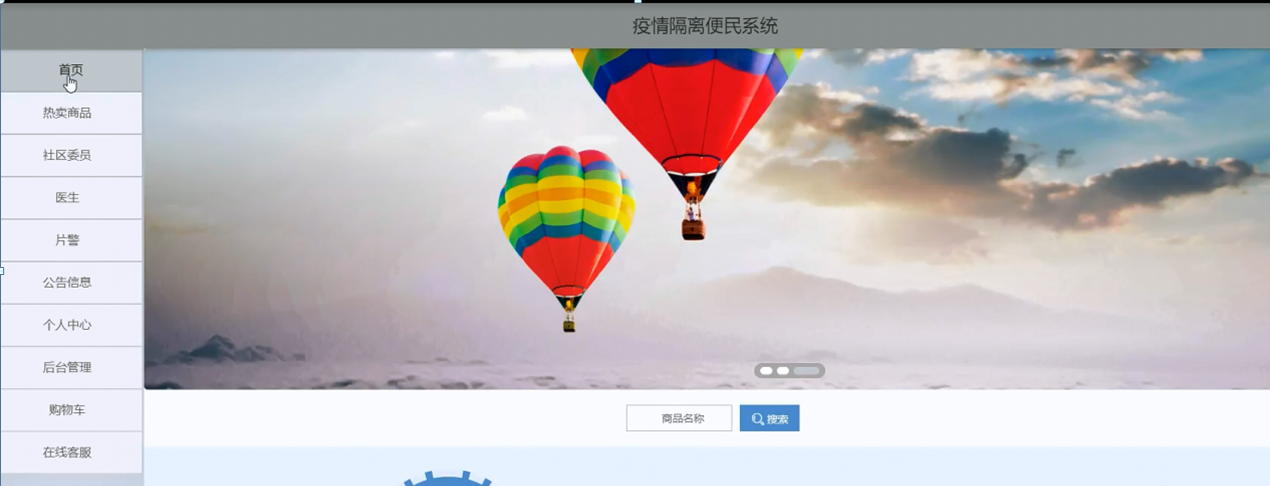 疫情隔离便民系统
首页
热卖商品
社区委员
医生
片警
公告信息
个人中心
后台管理
购物车
在线客服
商品名称
搜索